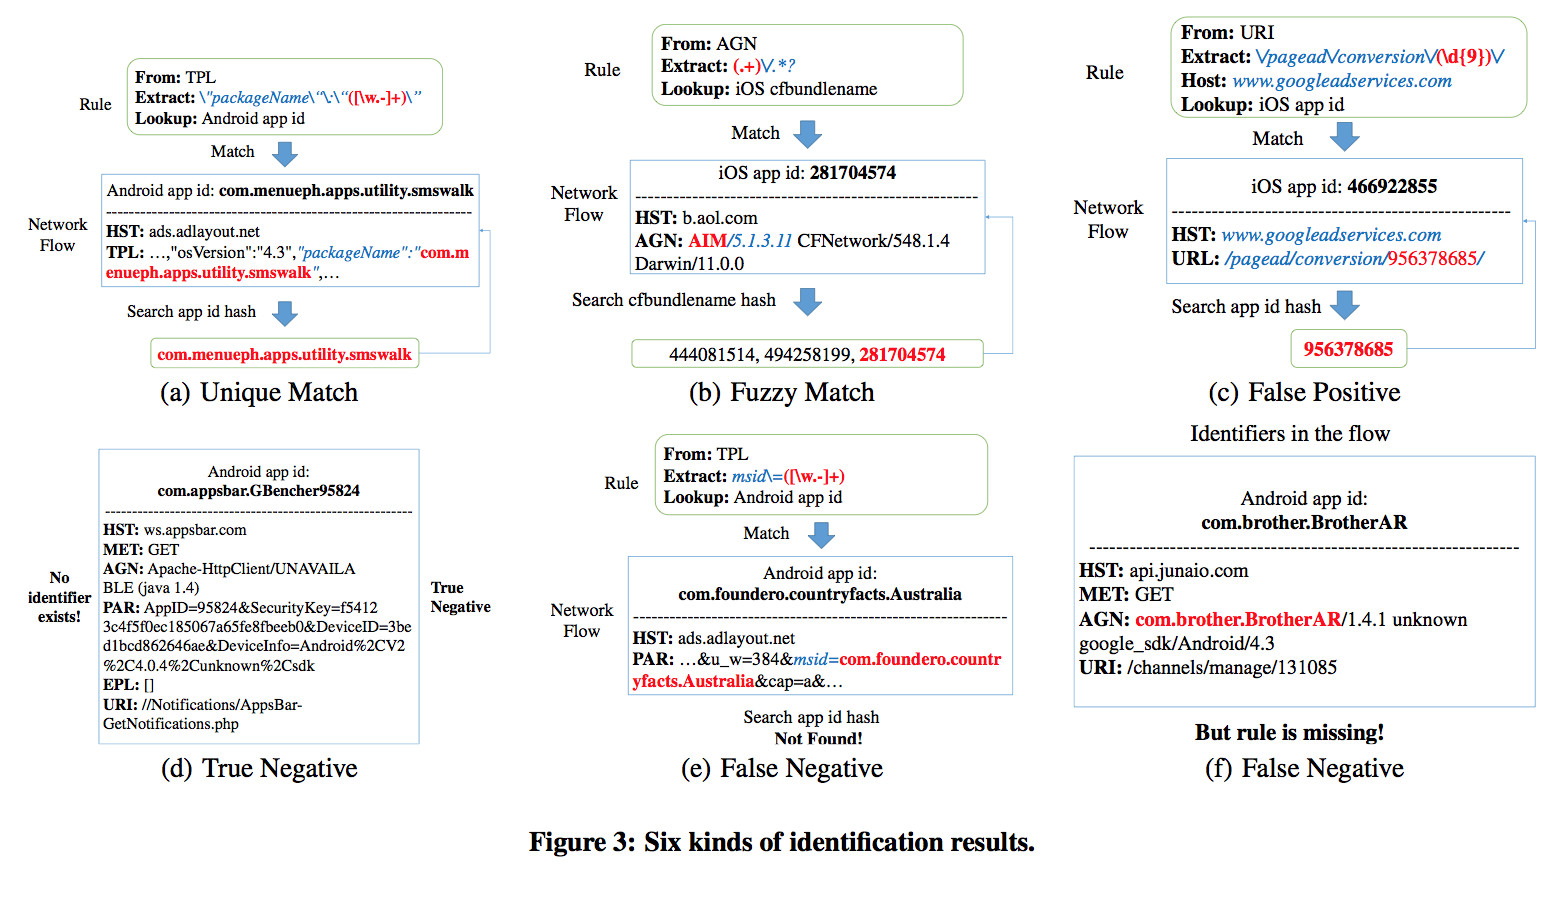 Rule
From: TPL
Extract: \"packageName\“\:\“([\w.-]+)\”
Lookup: Android app id
Match
Network
Flow
Android app id: com.menueph.apps.utility.smswalk
HST: ads.adlayout.net
TPL: …,"osVersion":"4.3","packageName":"com.m
enueph.apps.utility.smswalk",…
Search app id hash
com.menueph.apps.utility.smswalk
(a) Unique Match
Rule
From: AGN
Extract: (.+)\/.*?
Lookup: iOS cfbundlename
Match
Network
Flow
iOS app id: 281704574
HST: b.aol.com
AGN: AIM/5.1.3.11 CFNetwork/548.1.4
Darwin/11.0.0
Search cfbundlename hash
444081514, 494258199, 281704574
(b) Fuzzy Match
Rule
From: URI
Extract: \/pagead\/conversion\/(\d{9})\/
Host: www.googleadservices.com
Lookup: iOS app id
Match
Network
Flow
iOS app id: 466922855
HST: www.googleadservices.com
URL: /pagead/conversion/956378685/
Search app id hash
956378685
(c) False Positive
No
identifier
exists!
Android app id:
com.appsbar.GBencher95824
HST: ws.appsbar.com
MET: GET
AGN: Apache-HttpClient/UNAVAILA
BLE (java 1.4)
PAR: AppID=95824&SecurityKey=f5412
3c4f5f0ec185067a65fe8fbeeb0&DeviceID=3be
d1bcd862646ae&DeviceInfo=Android%2CV2
%2C4.0.4%2Cunknown%2Csdk
EPL: []
URI: //Notifications/AppsBar-
GetNotifications.php
True
Negative
(d) True Negative
Rule
From: TPL
Extract: msid\=([\w.-]+)
Lookup: Android app id
Match
Network
Flow
Android app id:
com.foundero.countryfacts.Australia
HST: ads.adlayout.net
PAR: …&u_w=384&msid=com.foundero.countr
yfacts.Australia&cap=a&…
Search app id hash
Not Found!
(e) False Negative
Identifiers in the flow
Android app id:
com.brother.BrotherAR
HST: api.junaio.com
MET: GET
AGN: com.brother.BrotherAR/1.4.1 unknown
google_sdk/Android/4.3
URI: /channels/manage/131085
But rule is missing!
(f) False Negative
Figure 3: Six kinds of identification results.